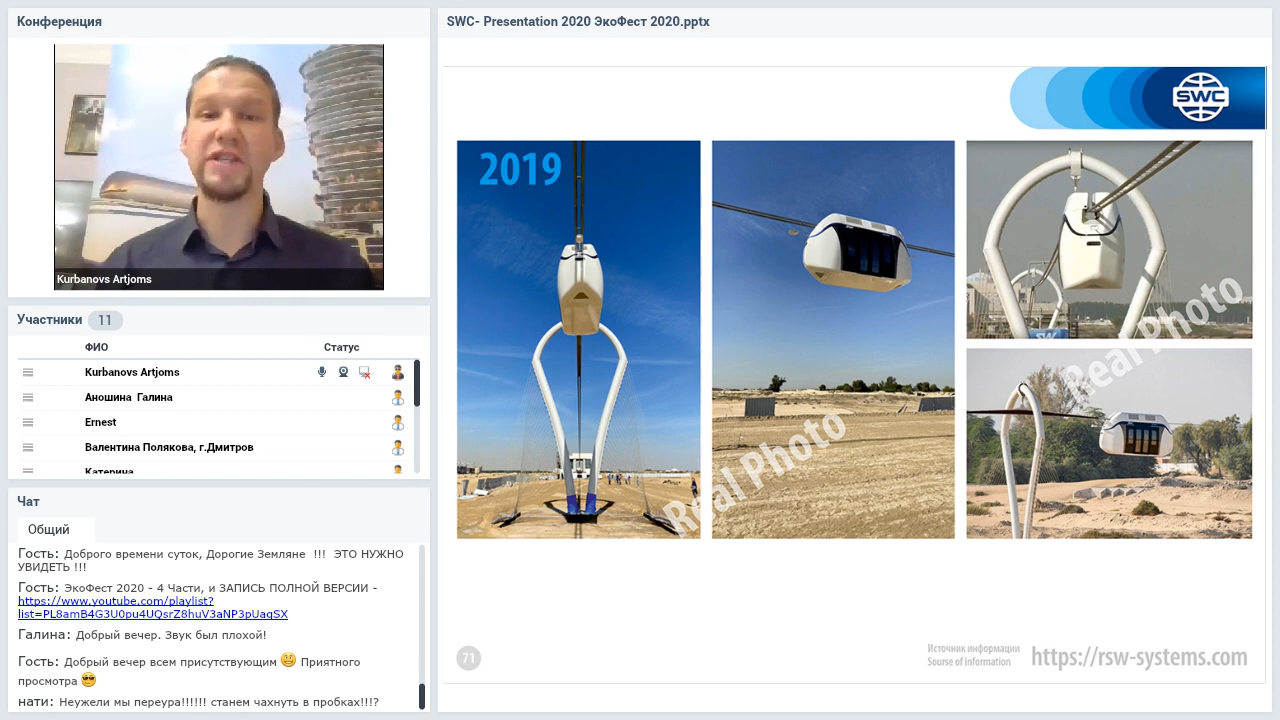 Конференция
Kurbanovs Artjoms
Участники 11
ФИО Статус
Kurbanovs Artjoms
Аношина Галина
Ernest
Валентина Полякова, г.Дмитров
Катерина
Чат
Общий
Гость: Доброго времени суток, Дорогие Земляне !!! ЭТО НУЖНО
УВИДЕТЬ !!!
Гость: ЭкоФест 2020 - 4 Части, и ЗАПИСЬ ПОЛНОЙ ВЕРСИИ -
https://www.youtube.com/playlist?
list=PL8amB4G3U0pu4UQsrZ8huV3aNP3pUaqSX
Галина: Добрый вечер. Звук был плохой!
Гость: Добрый вечер всем присутствующим Приятного
просмотра
нати: Неужели мы переура!!!!!! станем чахнуть в пробках!!!?
SWC- Presentation 2020 ЭкоФест 2020.pptx
SWC
2019
Real Photo
Real Photo
71
Источник информации
Sourse of information
https://rsw-systems.com